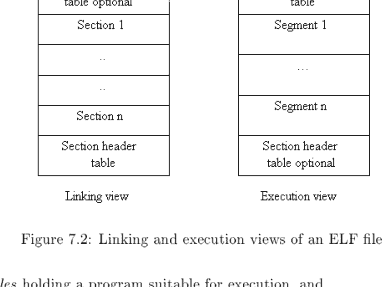 table optional
Section 1
..
..
Section n
Section header
table
Linking view
table
Segment 1
...
Segment n
Section header
table optional
Execution view
Figure 7.2: Linking and execution views of an ELF file
les holding a program suitable for execution, and